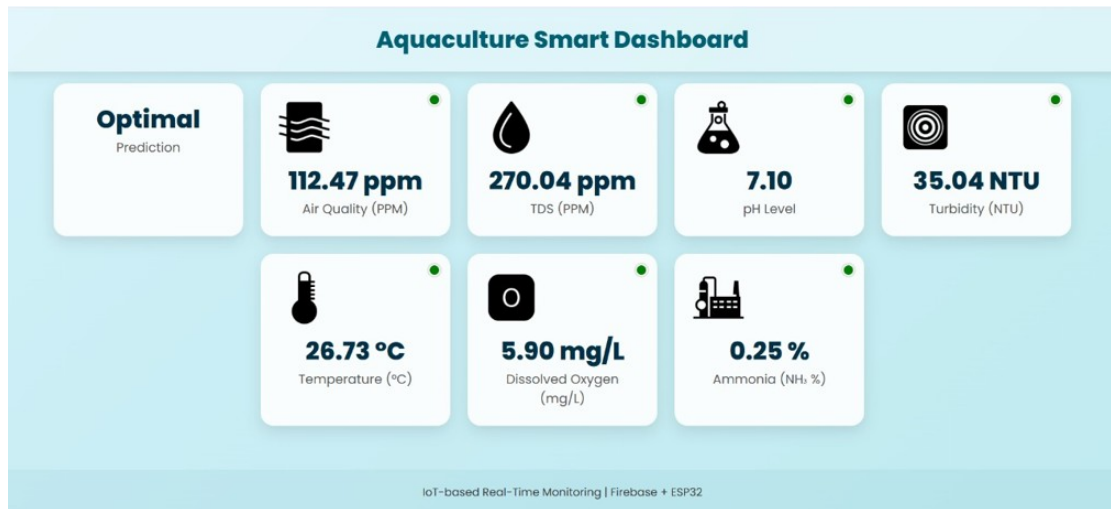 Aquaculture Smart Dashboard
Optimal
Prediction
112.47 ppm
Air Quality (PPM)
270.04 ppm
TDS (PPM)
7.10
pH Level
35.04 NTU
Turbidity (NTU)
26.73 °C
Temperature (°C)
O
5.90 mg/L
Dissolved Oxygen
(mg/L)
0.25 %
Ammonia (NH₃ %)
IoT-based Real-Time Monitoring | Firebase + ESP32